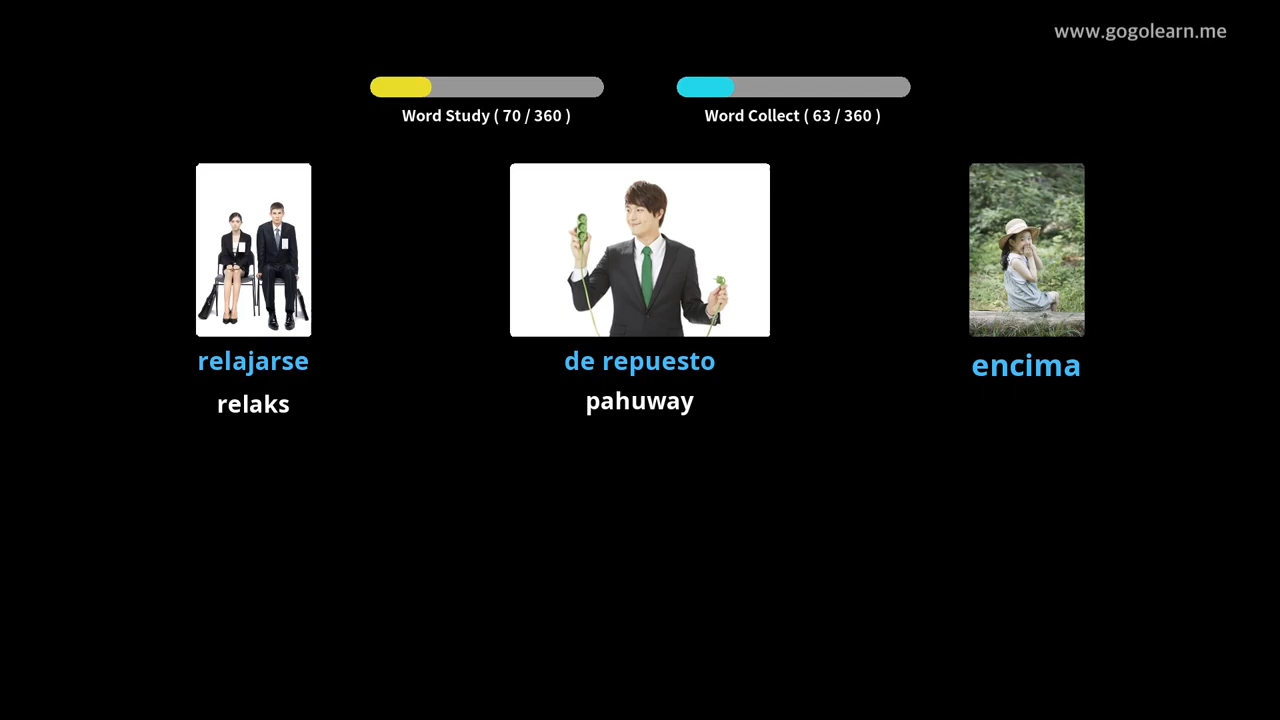 www.gogolearn.me
Word Study ( 70 / 360 )
Word Collect ( 63 / 360 )
relajarse
relaks
de repuesto
pahuway
encima